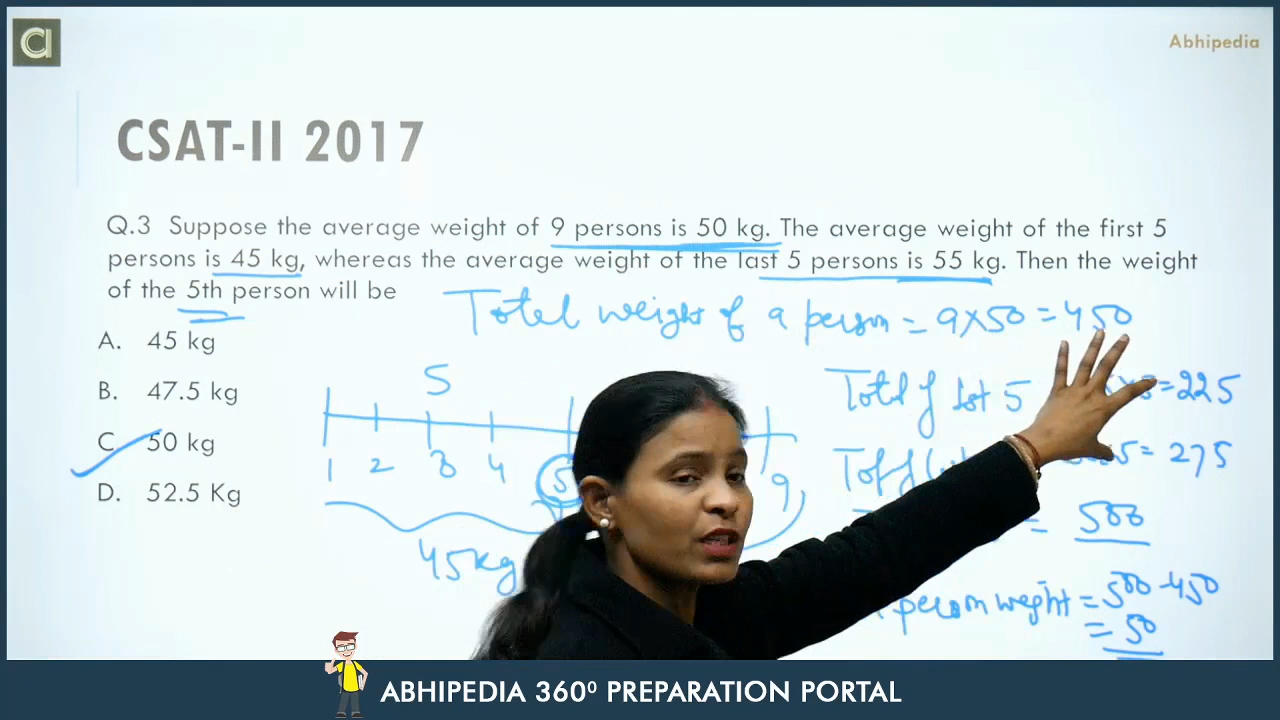 a
Abhipedia
CSAT-II 2017
Q.3 Suppose the average weight of 9 persons is 50 kg. The average weight of the first 5
persons is 45 kg, whereas the average weight of the last 5 persons is 55 kg. Then the weight
of the 5th person will be
Total weight of 9 person = 9x50 = 450
A. 45 kg
B. 47.5 kg
C. 50 kg
D. 52.5 Kg
5
1 2 3 4 5 9
45kg
Total of 1st 5 = 225
= 275
= 500
person weight = 500-450
= 50
ABHIPEDIA 360⁰ PREPARATION PORTAL